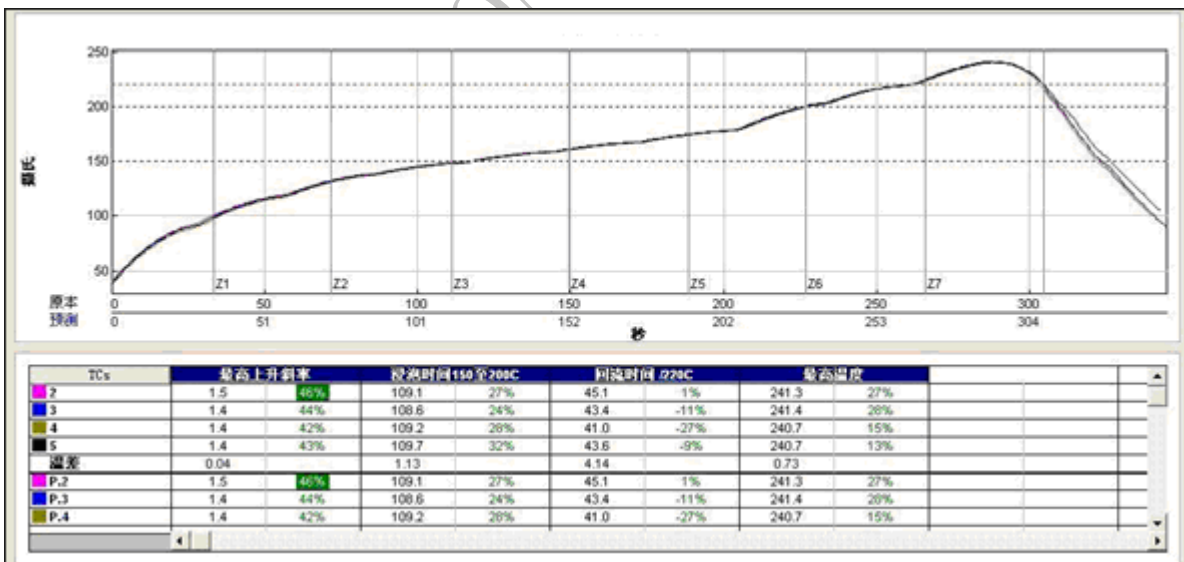 250
200
150
100
50
摄氏
Z1 Z2 Z3 Z4 Z5 Z6 Z7
原本 0 50 100 150 200 250 300
预测 0 51 101 152 202 253 304
秒
TCs 最高上升斜率 浸泡时间150至200C 回流时间 /220C 最高温度
2 1.5 46% 109.1 27% 45.1 1% 241.3 27%
3 1.4 44% 108.6 24% 43.4 -11% 241.4 28%
4 1.4 42% 109.2 28% 41.0 -27% 240.7 15%
5 1.4 43% 109.7 32% 43.6 -9% 240.7 13%
温差 0.04 1.13 4.14 0.73
P.2 1.5 46% 109.1 27% 45.1 1% 241.3 27%
P.3 1.4 44% 108.6 24% 43.4 -11% 241.4 28%
P.4 1.4 42% 109.2 28% 41.0 -27% 240.7 15%